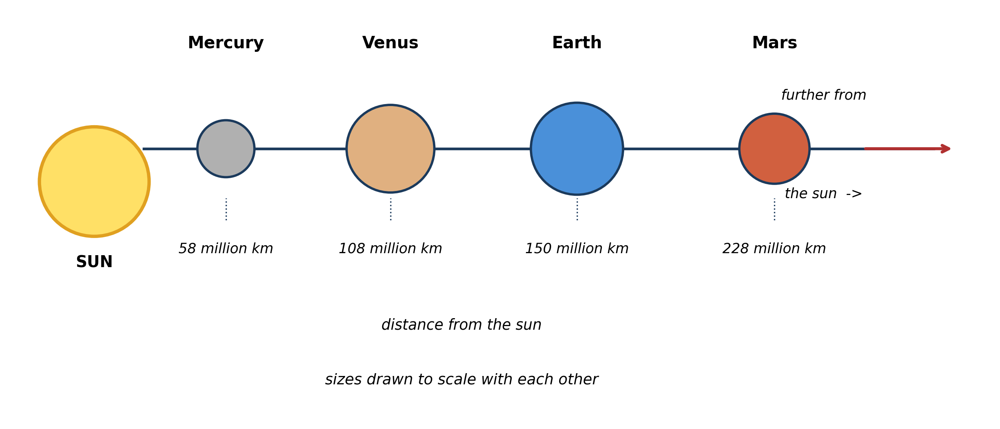 Mercury
Venus
Earth
Mars
further from
the sun  ->
58 million km
108 million km
150 million km
228 million km
SUN
distance from the sun
sizes drawn to scale with each other